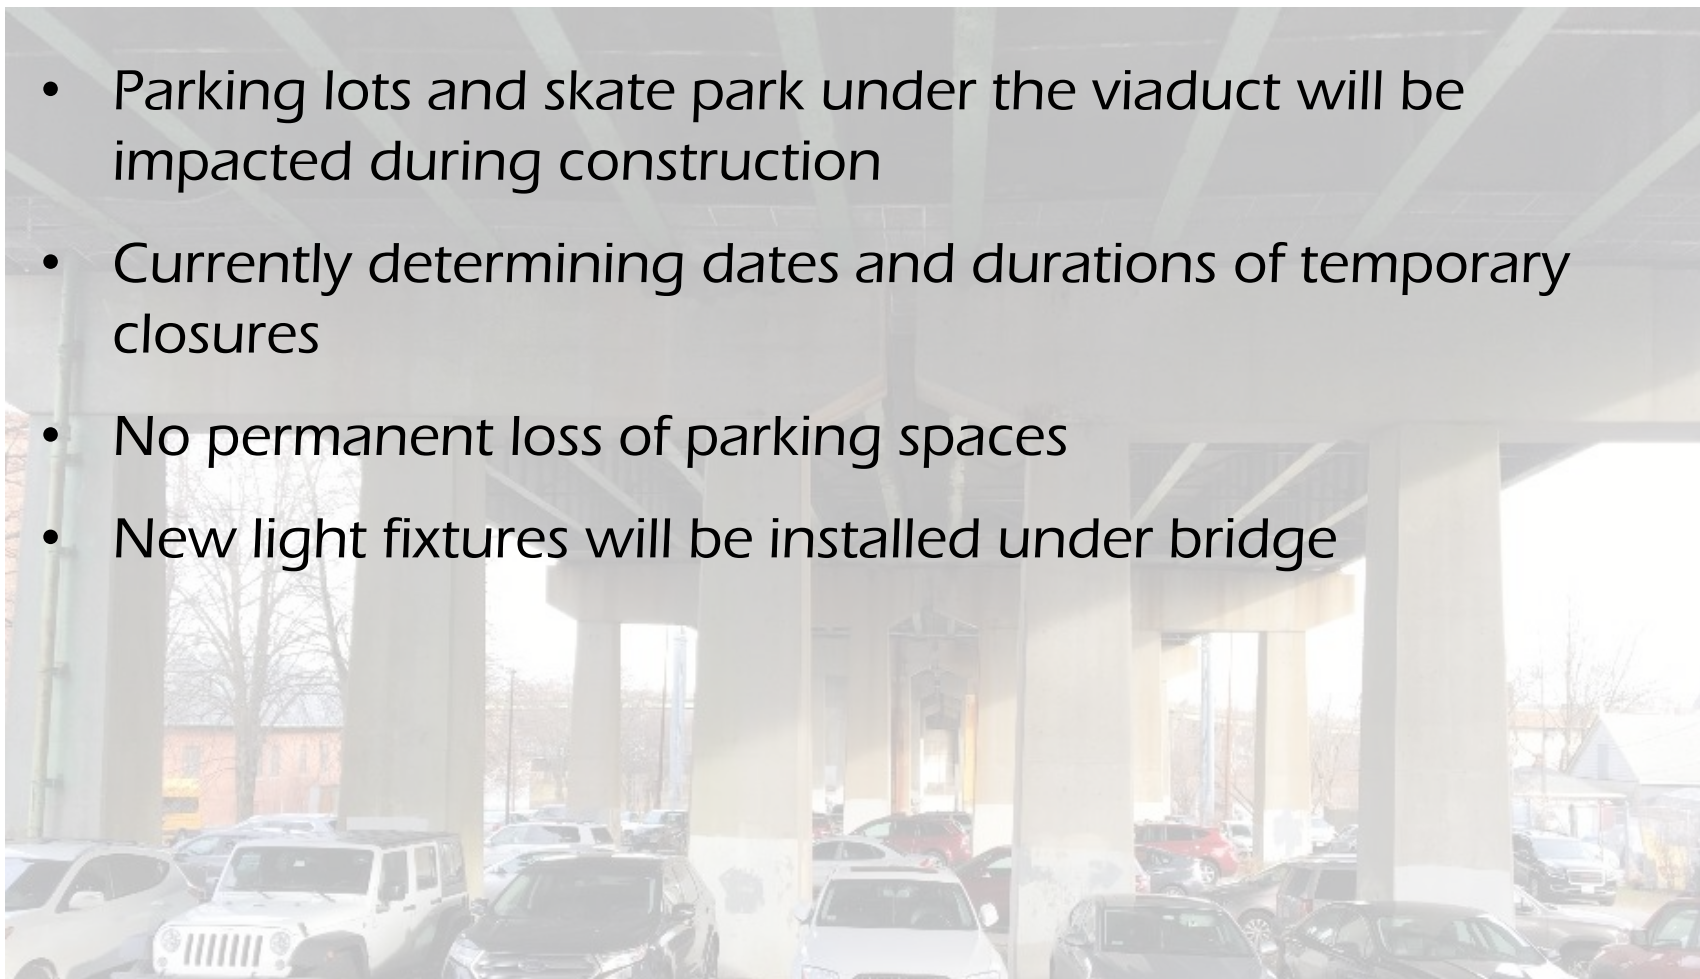 • Parking lots and skate park under the viaduct will be
impacted during construction
• Currently determining dates and durations of temporary
closures
• No permanent loss of parking spaces
• New light fixtures will be installed under bridge